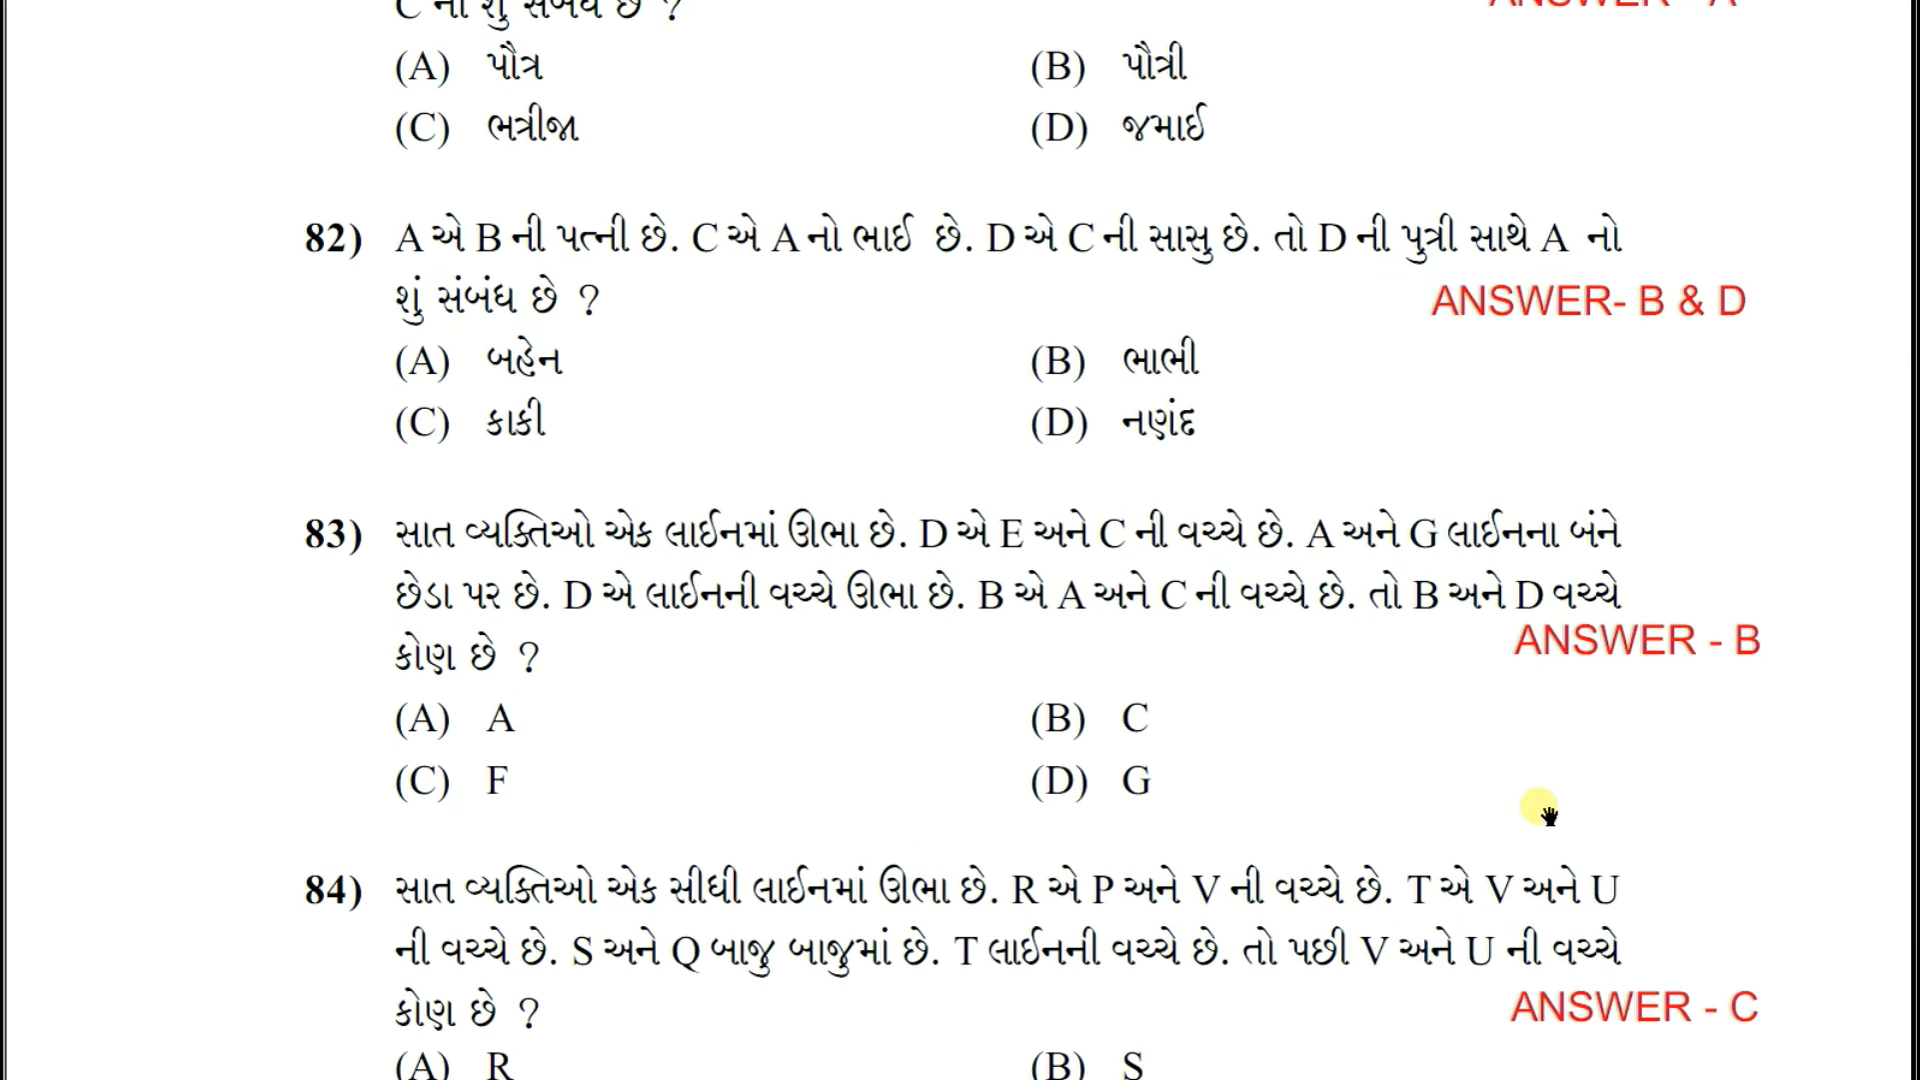 C નો શું સંબંધ છે ?
ANSWER - A
(A) પૌત્ર (B) પૌત્રી
(C) ભત્રીજા (D) જમાઈ
82) A એ B ની પત્ની છે. C એ A નો ભાઈ છે. D એ C ની સાસુ છે. તો D ની પુત્રી સાથે A નો
શું સંબંધ છે ?
ANSWER- B & D
(A) બહેન (B) ભાભી
(C) કાકી (D) નણંદ
83) સાત વ્યક્તિઓ એક લાઈનમાં ઊભા છે. D એ E અને C ની વચ્ચે છે. A અને G લાઈનના બંને
છેડા પર છે. D એ લાઈનની વચ્ચે ઊભા છે. B એ A અને C ની વચ્ચે છે. તો B અને D વચ્ચે
કોણ છે ?
ANSWER - B
(A) A (B) C
(C) F (D) G
84) સાત વ્યક્તિઓ એક સીધી લાઈનમાં ઊભા છે. R એ P અને V ની વચ્ચે છે. T એ V અને U
ની વચ્ચે છે. S અને Q બાજુ બાજુમાં છે. T લાઈનની વચ્ચે છે. તો પછી V અને U ની વચ્ચે
કોણ છે ?
ANSWER - C
(A) R (B) S